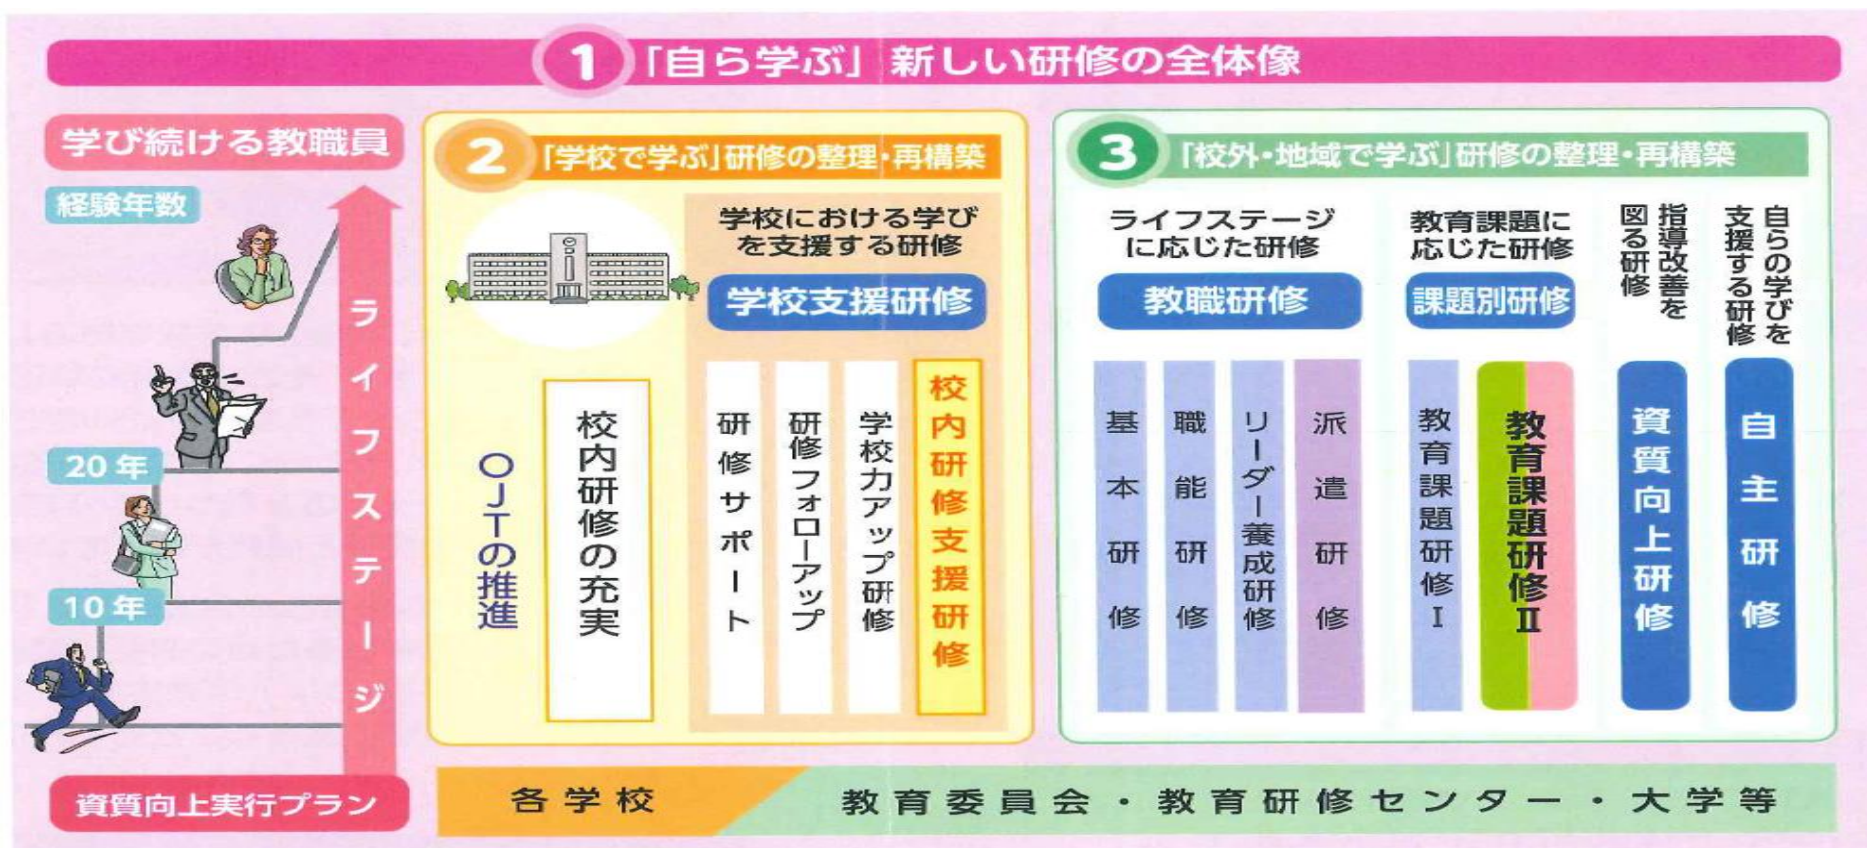 1 「自ら学ぶ」新しい研修の全体像
学び続ける教職員
経験年数
20年
10年
ライフステージ
資質向上実行プラン
2 「学校で学ぶ」研修の整理・再構築
OJTの推進
校内研修の充実
学校における学び
を支援する研修
学校支援研修
研修サポート
研修フォローアップ
学校力アップ研修
校内研修支援研修
3 「校外・地域で学ぶ」研修の整理・再構築
ライフステージ
に応じた研修
教職研修
基本研修
職能研修
リーダー養成研修
派遣研修
教育課題に
応じた研修
課題別研修
教育課題研修Ⅰ
教育課題研修Ⅱ
指導改善を
図る研修
資質向上研修
自らの学びを
支援する研修
自主研修
各学校
教育委員会・教育研修センター・大学等